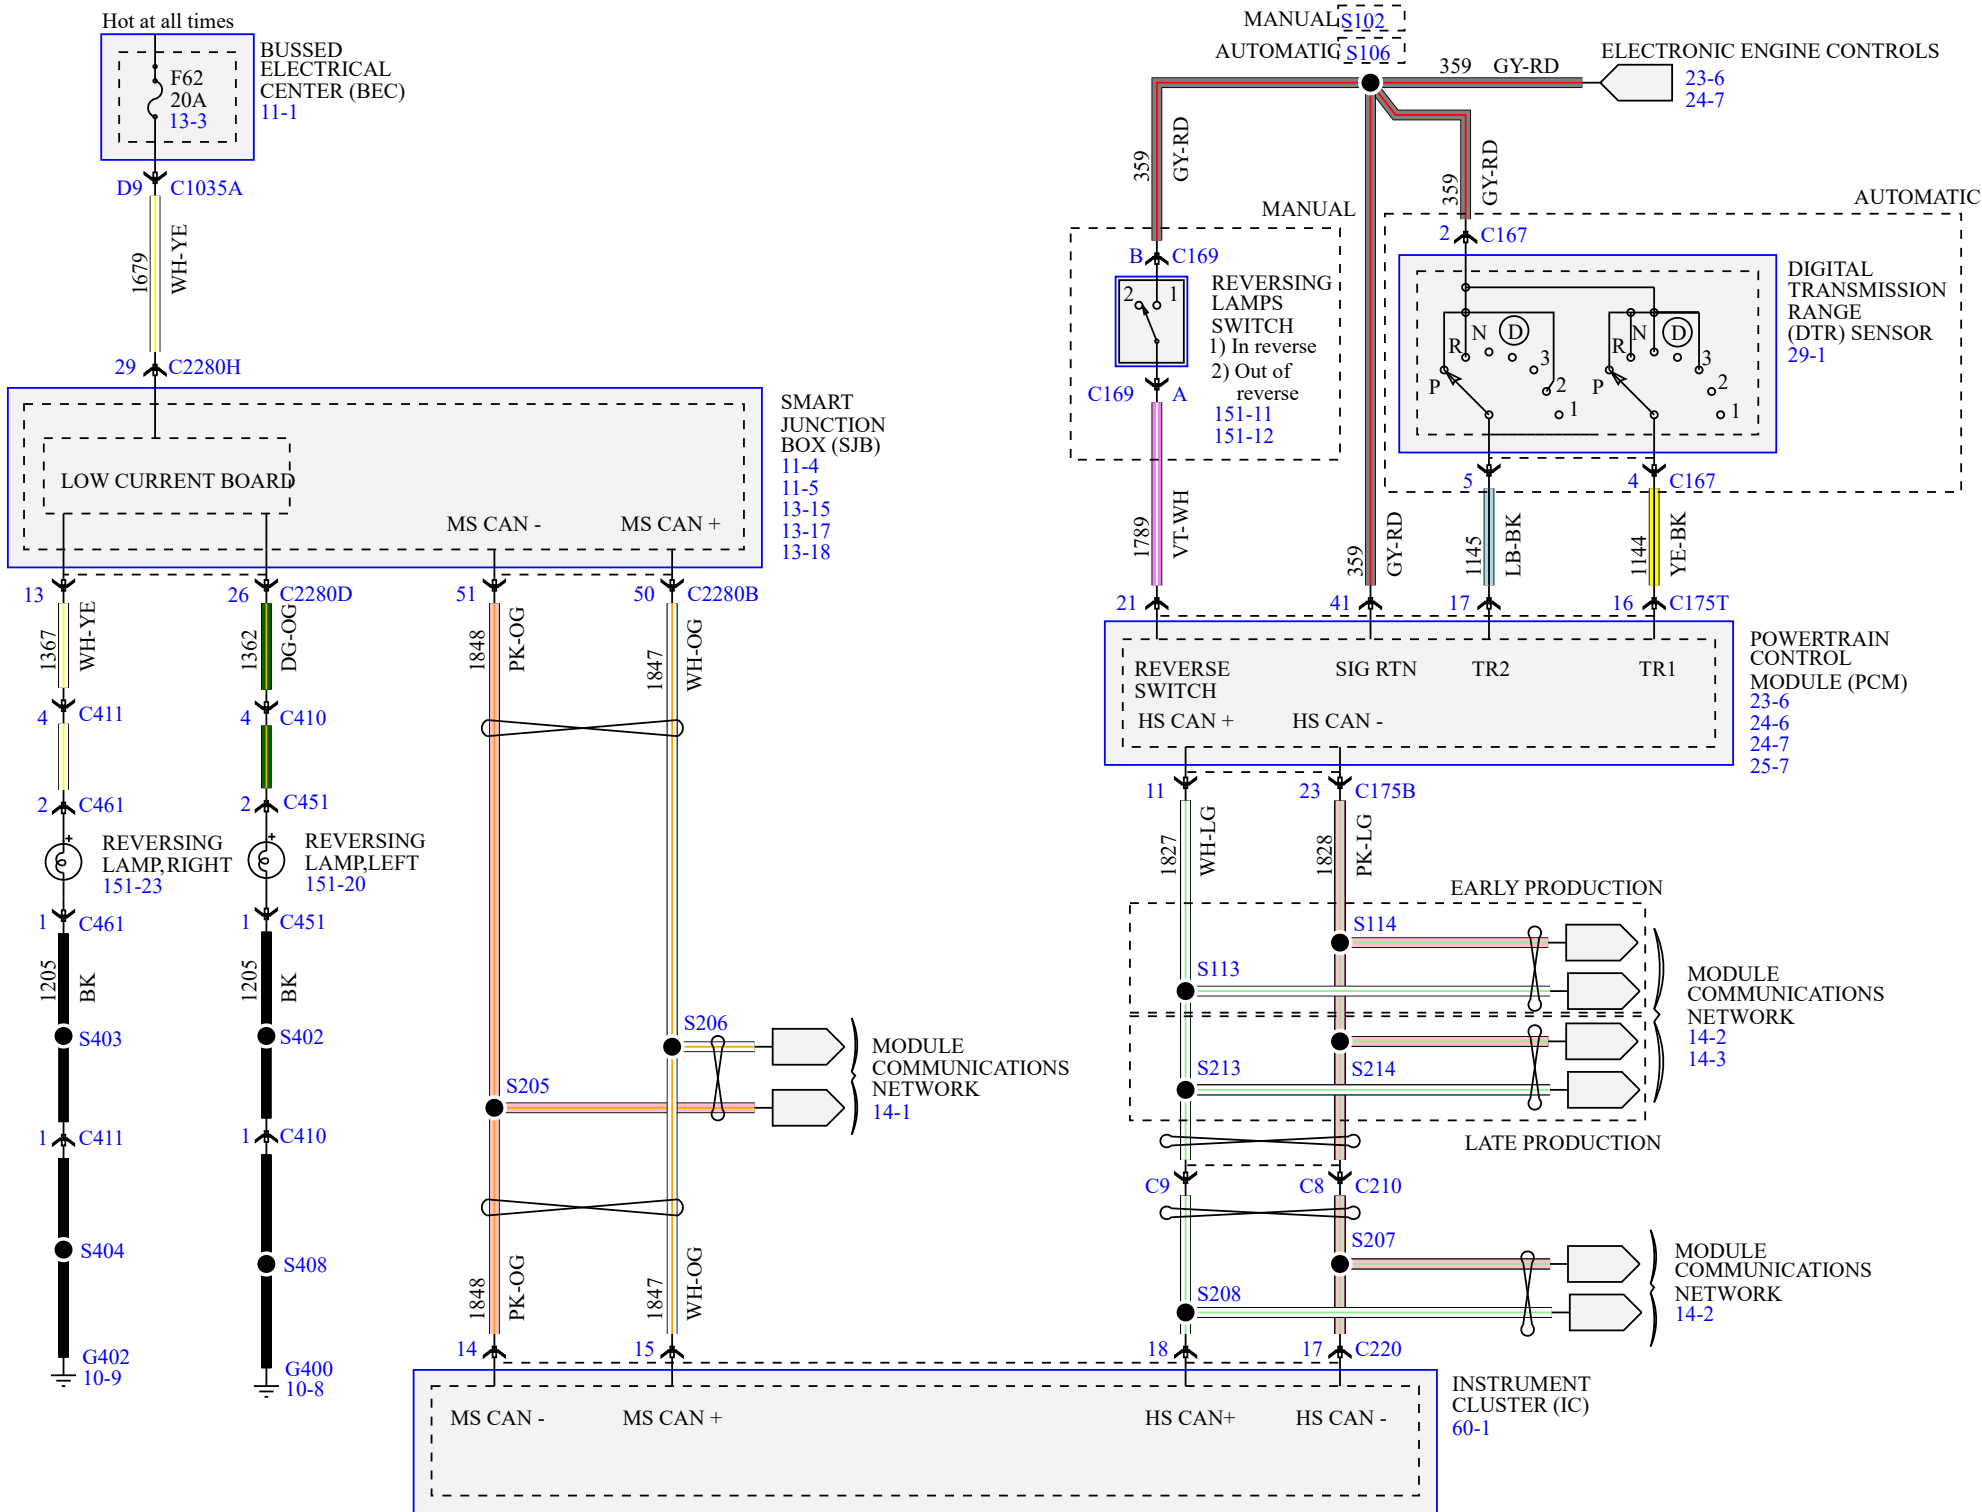 Hot at all times
F62
20A
13-3
BUSSED
ELECTRICAL
CENTER (BEC)
11-1
D9
C1035A
1679
WH-YE
29
C2280H
LOW CURRENT BOARD
MS CAN -
MS CAN +
SMART
JUNCTION
BOX (SJB)
11-4
11-5
13-15
13-17
13-18
13
26
C2280D
51
50
C2280B
1367
WH-YE
1362
DG-OG
1848
PK-OG
1847
WH-OG
4
C411
4
C410
2
C461
2
C451
REVERSING
LAMP,RIGHT
151-23
REVERSING
LAMP,LEFT
151-20
1
C461
1
C451
1205
BK
1205
BK
S403
S402
1
C411
1
C410
S404
S408
G402
10-9
G400
10-8
S206
S205
MODULE
COMMUNICATIONS
NETWORK
14-1
1848
PK-OG
1847
WH-OG
14
15
MANUAL
S102
AUTOMATIC
S106
359
GY-RD
ELECTRONIC ENGINE CONTROLS
23-6
24-7
359
GY-RD
359
GY-RD
MANUAL
AUTOMATIC
B
C169
2
1
REVERSING
LAMPS
SWITCH
1) In reverse
2) Out of
reverse
151-11
151-12
C169
A
2
C167
P
R
N
D
3
2
1
P
R
N
D
3
2
1
DIGITAL
TRANSMISSION
RANGE
(DTR) SENSOR
29-1
5
4
C167
1789
VT-WH
359
GY-RD
1145
LB-BK
1144
YE-BK
21
41
17
16
C175T
REVERSE
SWITCH
SIG RTN
TR2
TR1
HS CAN +
HS CAN -
POWERTRAIN
CONTROL
MODULE (PCM)
23-6
24-6
24-7
25-7
11
23
C175B
1827
WH-LG
1828
PK-LG
EARLY PRODUCTION
S114
S113
MODULE
COMMUNICATIONS
NETWORK
14-2
14-3
S213
S214
LATE PRODUCTION
C9
C8
C210
S207
S208
MODULE
COMMUNICATIONS
NETWORK
14-2
18
17
C220
MS CAN -
MS CAN +
HS CAN+
HS CAN -
INSTRUMENT
CLUSTER (IC)
60-1